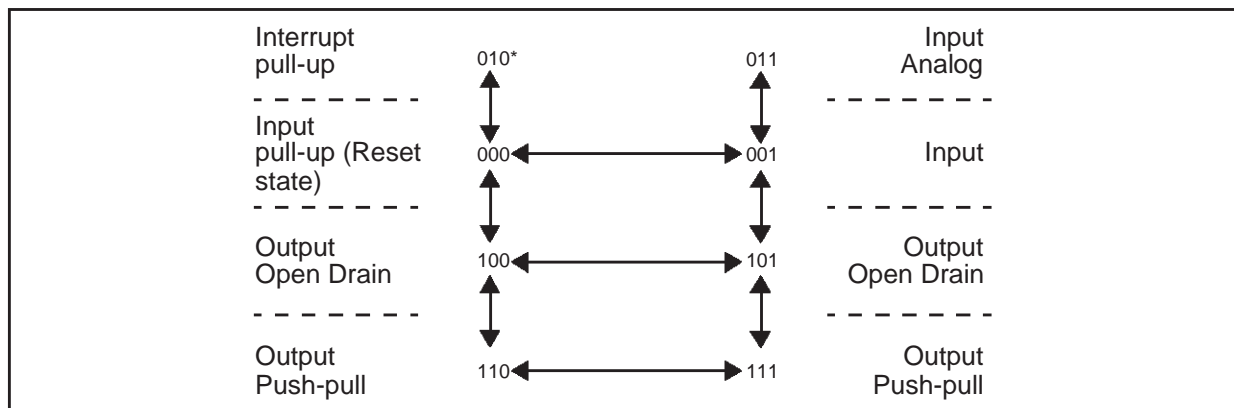 Interrupt
pull-up
010*
011
Input
Analog
Input
pull-up (Reset
state)
000
001
Input
Output
Open Drain
100
101
Output
Open Drain
Output
Push-pull
110
111
Output
Push-pull